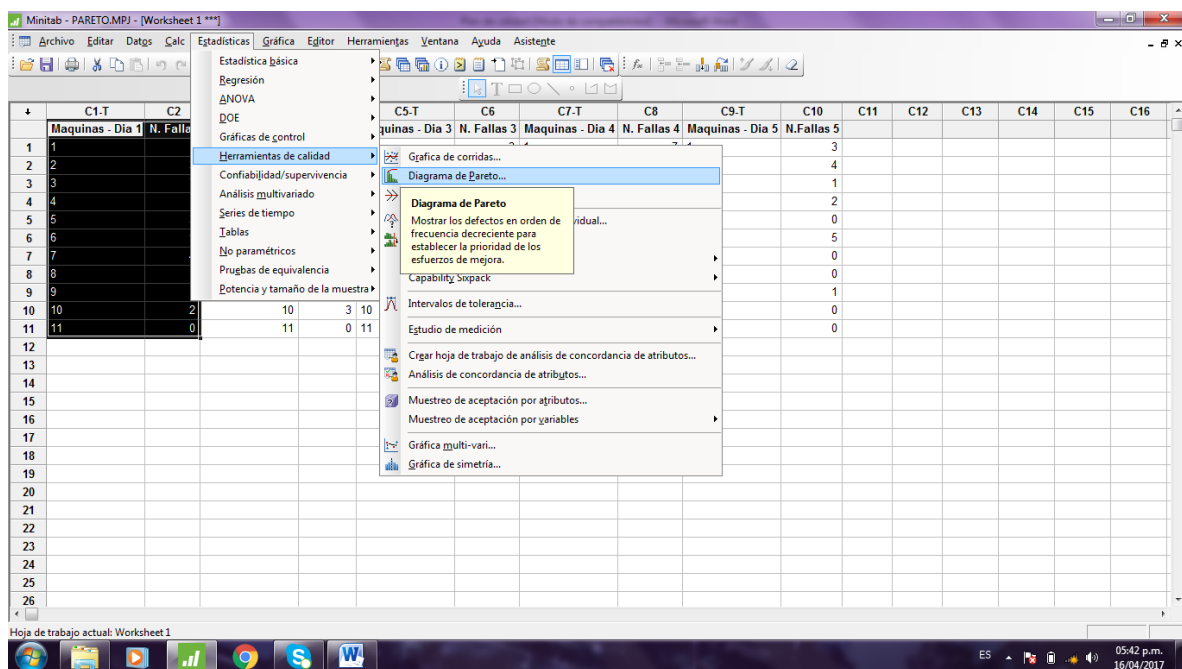 Minitab - PARETO.MPJ - [Worksheet 1 ***]
Archivo Editar Datos Calc Estadísticas Gráfica Editor Herramientas Ventana Ayuda Asistente
Estadística básica
Regresión
ANOVA
DOE
Gráficas de control
Herramientas de calidad
Confiabilidad/supervivencia
Análisis multivariado
Series de tiempo
Tablas
No paramétricos
Pruebas de equivalencia
Potencia y tamaño de la muestra
Grafica de corridas...
Diagrama de Pareto...
Diagrama de Pareto
Mostrar los defectos en orden de
frecuencia decreciente para
establecer la prioridad de los
esfuerzos de mejora.
vidual...
Capability Sixpack
Intervalos de tolerancia...
Estudio de medición
Crear hoja de trabajo de análisis de concordancia de atributos...
Análisis de concordancia de atributos...
Muestreo de aceptación por atributos...
Muestreo de aceptación por variables
Gráfica multi-vari...
Gráfica de simetría...
C1-T C2 C5-T C6 C7-T C8 C9-T C10 C11 C12 C13 C14 C15 C16
Maquinas - Dia 1 N. Falla quinas - Dia 3 N. Fallas 3 Maquinas - Dia 4 N. Fallas 4 Maquinas - Dia 5 N.Fallas 5
1 1 3
2 2 4
3 3 1
4 4 2
5 5 0
6 6 5
7 7 0
8 8 0
9 9 1
10 10 2 10 3 10 0
11 11 0 11 0 11 0
12
13
14
15
16
17
18
19
20
21
22
23
24
25
26
Hoja de trabajo actual: Worksheet 1
ES 05:42 p.m.
16/04/2017